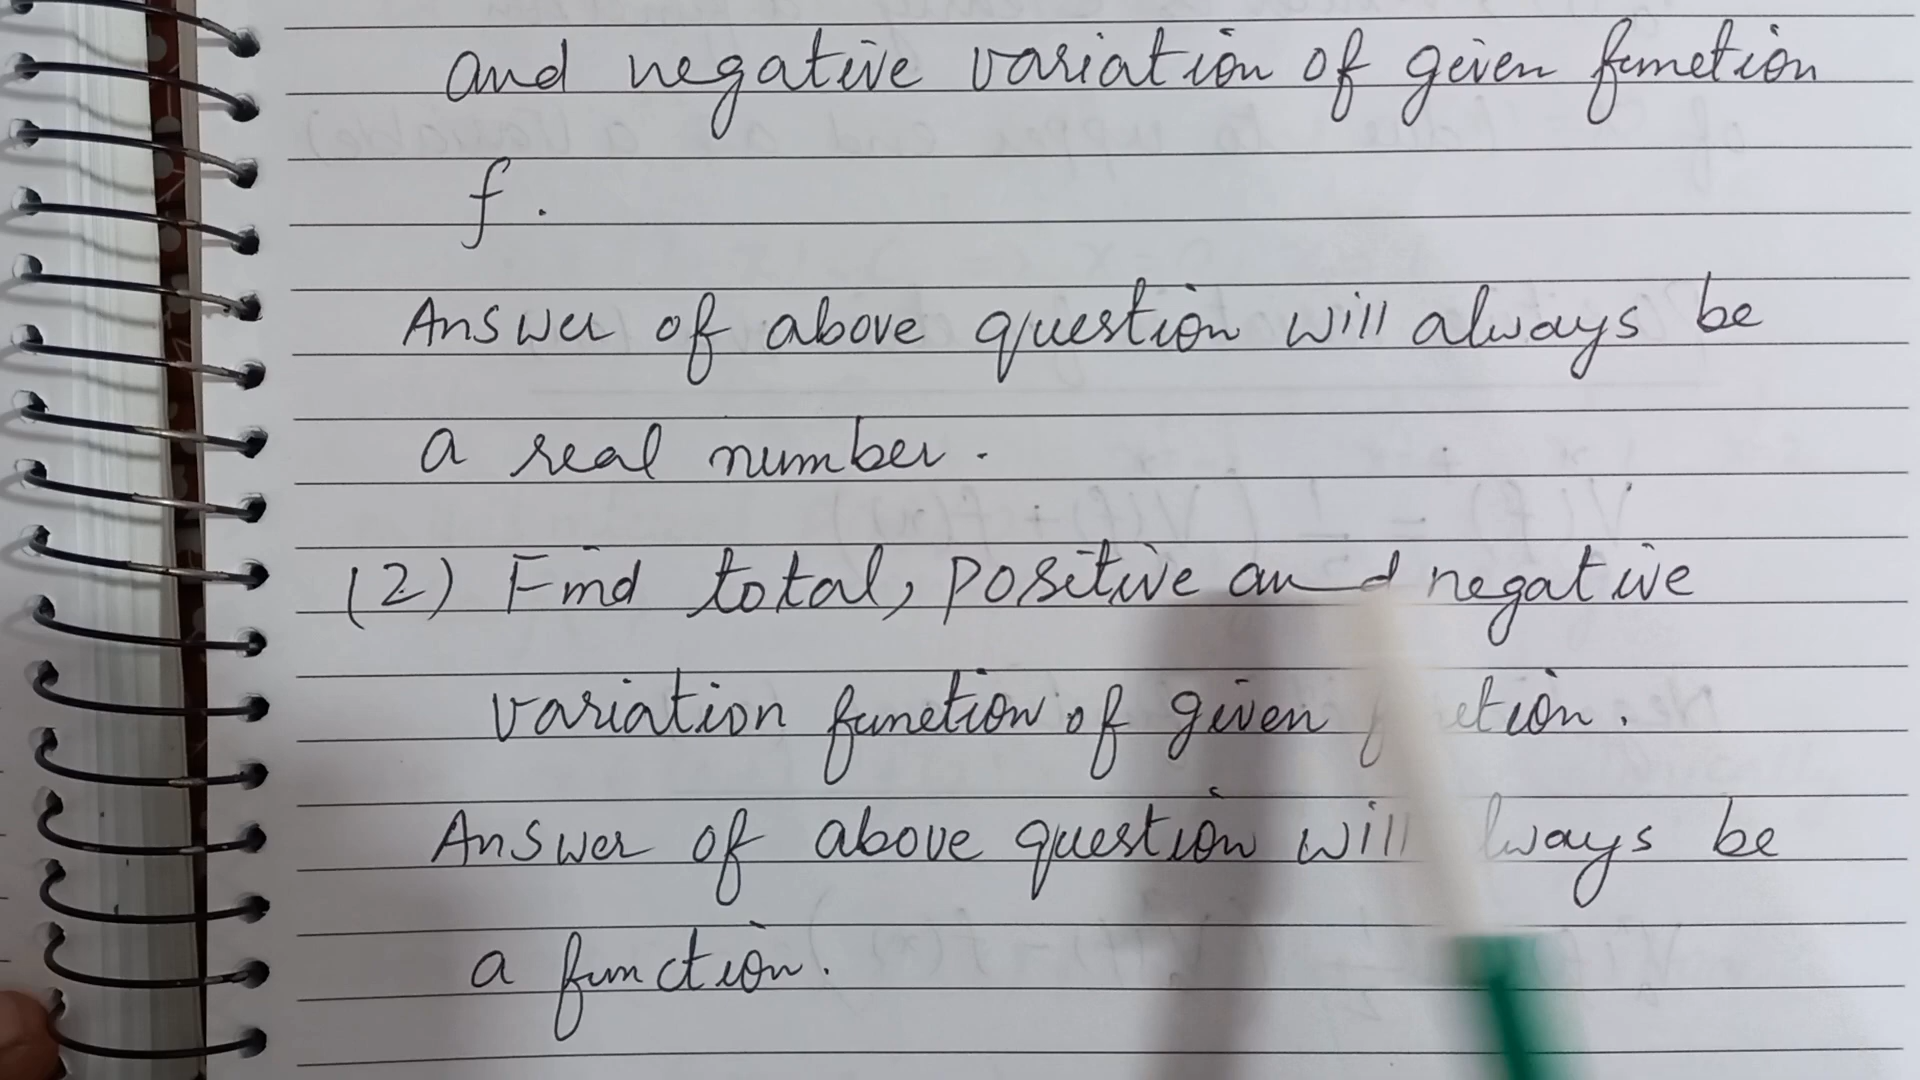 and negative variation of given function
f.
Answer of above question will always be
a real number.
(2) Find total, positive and negative
variation function of given
Answer of above question will be
a function.